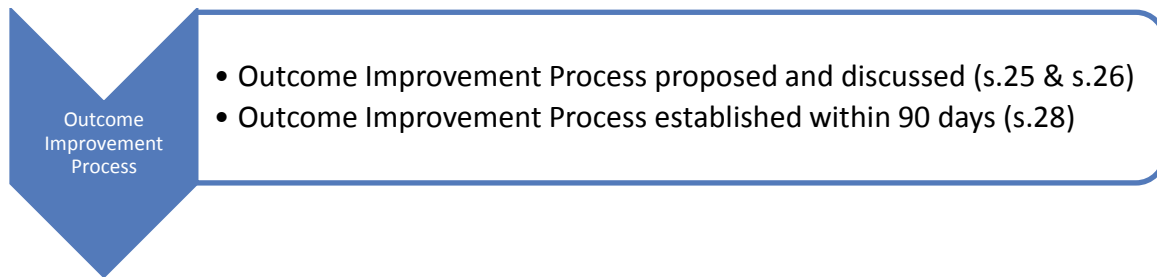 Outcome
Improvement
Process
• Outcome Improvement Process proposed and discussed (s.25 & s.26)
• Outcome Improvement Process established within 90 days (s.28)